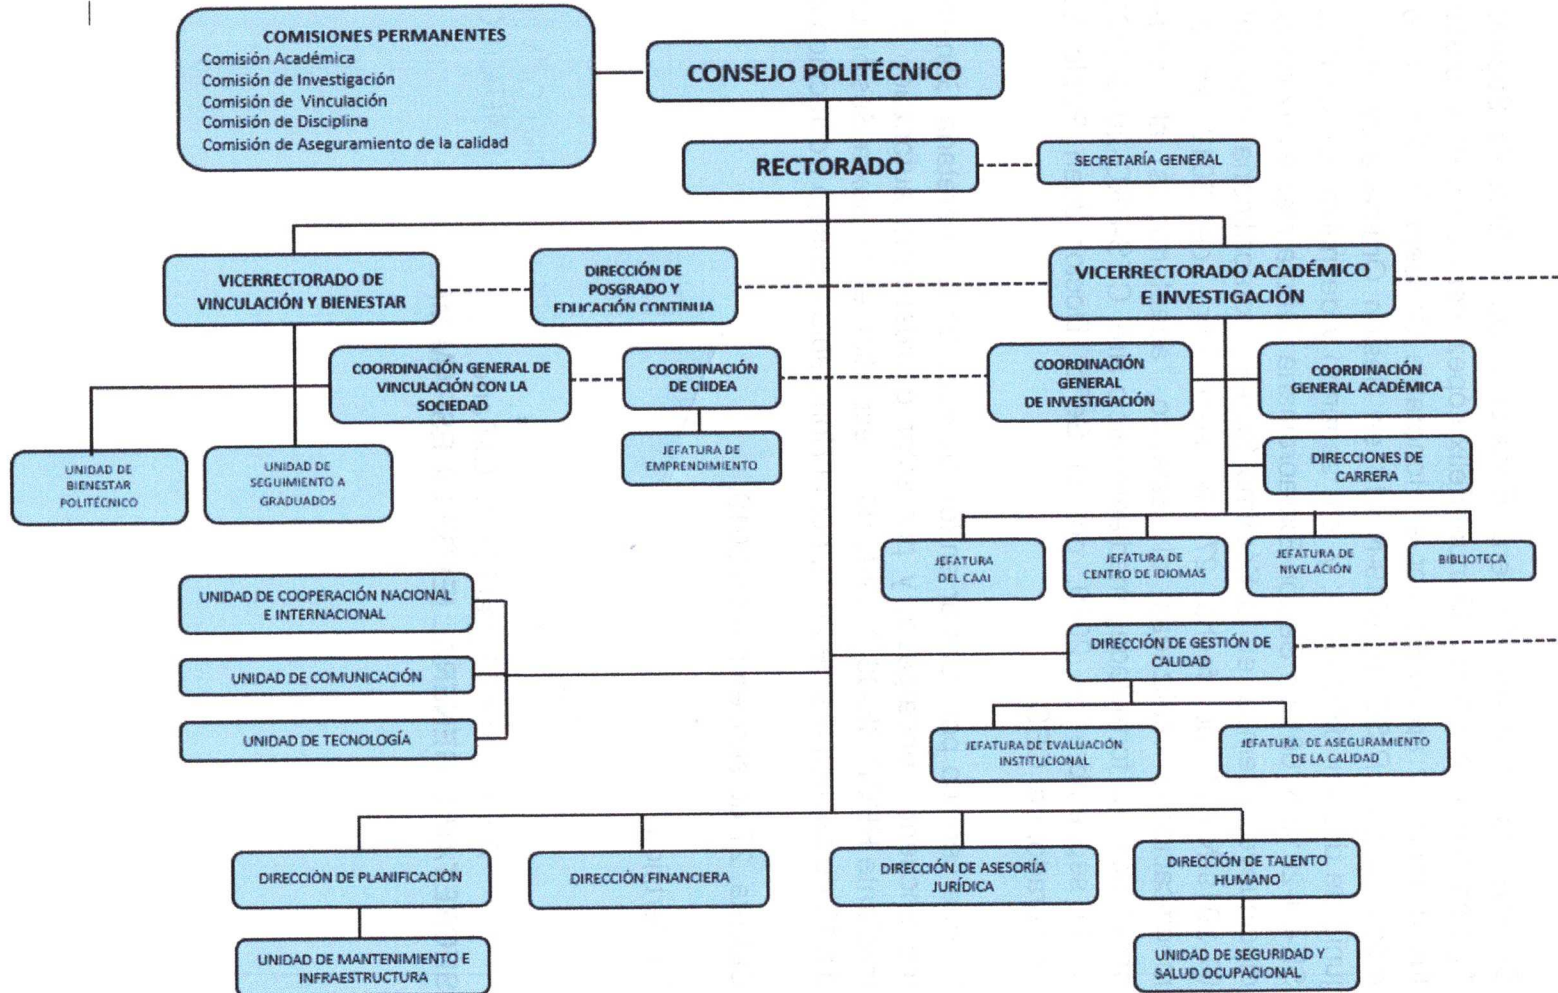 COMISIONES PERMANENTES
Comisión Académica
Comisión de Investigación
Comisión de Vinculación
Comisión de Disciplina
Comisión de Aseguramiento de la calidad
CONSEJO POLITÉCNICO
RECTORADO
SECRETARÍA GENERAL
VICERRECTORADO DE
VINCULACIÓN Y BIENESTAR
DIRECCIÓN DE
POSGRADO Y
EDUCACIÓN CONTINUA
VICERRECTORADO ACADÉMICO
E INVESTIGACIÓN
COORDINACIÓN GENERAL DE
VINCULACIÓN CON LA
SOCIEDAD
COORDINACIÓN
DE CIIDEA
COORDINACIÓN
GENERAL
DE INVESTIGACIÓN
COORDINACIÓN
GENERAL ACADÉMICA
UNIDAD DE
BIENESTAR
POLITÉCNICO
UNIDAD DE
SEGUIMIENTO A
GRADUADOS
JEFATURA DE
EMPRENDIMIENTO
DIRECCIONES DE
CARRERA
JEFATURA
DEL CAAI
JEFATURA DE
CENTRO DE IDIOMAS
JEFATURA DE
NIVELACIÓN
BIBLIOTECA
UNIDAD DE COOPERACIÓN NACIONAL
E INTERNACIONAL
UNIDAD DE COMUNICACIÓN
UNIDAD DE TECNOLOGÍA
DIRECCIÓN DE GESTIÓN DE
CALIDAD
JEFATURA DE EVALUACIÓN
INSTITUCIONAL
JEFATURA DE ASEGURAMIENTO
DE LA CALIDAD
DIRECCIÓN DE PLANIFICACIÓN
DIRECCIÓN FINANCIERA
DIRECCIÓN DE ASESORÍA
JURÍDICA
DIRECCIÓN DE TALENTO
HUMANO
UNIDAD DE MANTENIMIENTO E
INFRAESTRUCTURA
UNIDAD DE SEGURIDAD Y
SALUD OCUPACIONAL